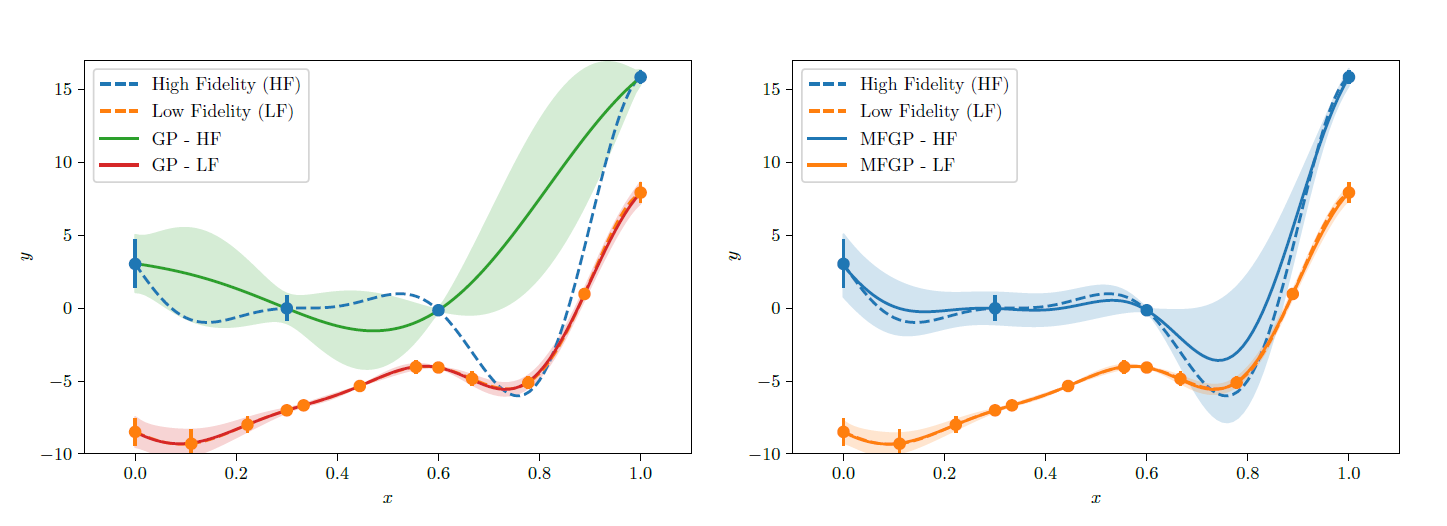 15
10
5
0
−5
−10
y
High Fidelity (HF)
Low Fidelity (LF)
GP - HF
GP - LF
0.0 0.2 0.4 0.6 0.8 1.0
x
15
10
5
0
−5
−10
y
High Fidelity (HF)
Low Fidelity (LF)
MFGP - HF
MFGP - LF
0.0 0.2 0.4 0.6 0.8 1.0
x